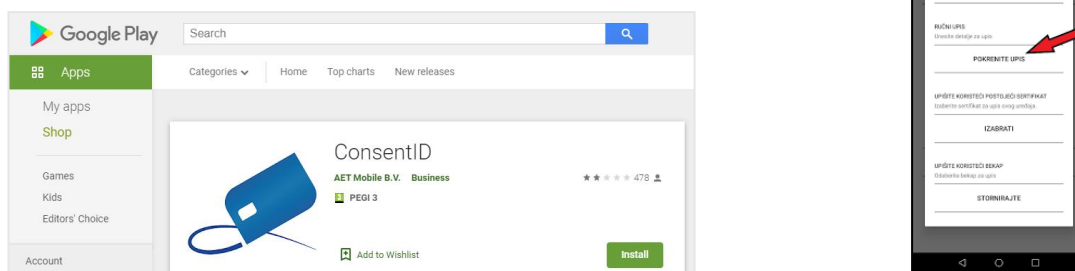 Google Play
Search
Apps
Categories
Home
Top charts
New releases
My apps
Shop
Games
Kids
Editors' Choice
Account
ConsentID
AET Mobile B.V.
Business
478
3
PEGI 3
Add to Wishlist
Install
RUČNI UPIS
Unesite detalje za upis
POKRENITE UPIS
UPIŠITE KORISTEĆI POSTOJEĆI SERTIFIKAT
Izaberite sertifikat za upis svog uređaja.
IZABRATI
UPIŠITE KORISTEĆI BEKAP
Odaberite bekap za upis
STORNIRAJTE